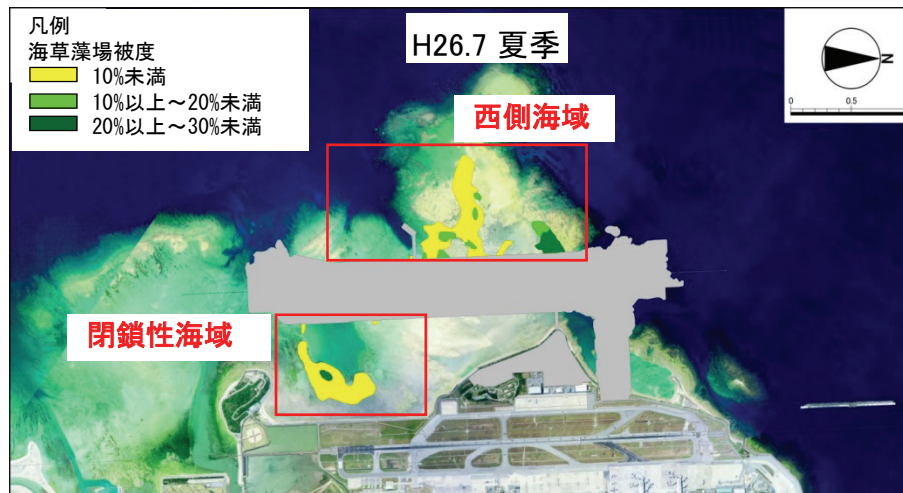 凡例
海草藻場被度
10%未満
10%以上～20%未満
20%以上～30%未満
H26.7 夏季
N
0 0.5
西側海域
閉鎖性海域